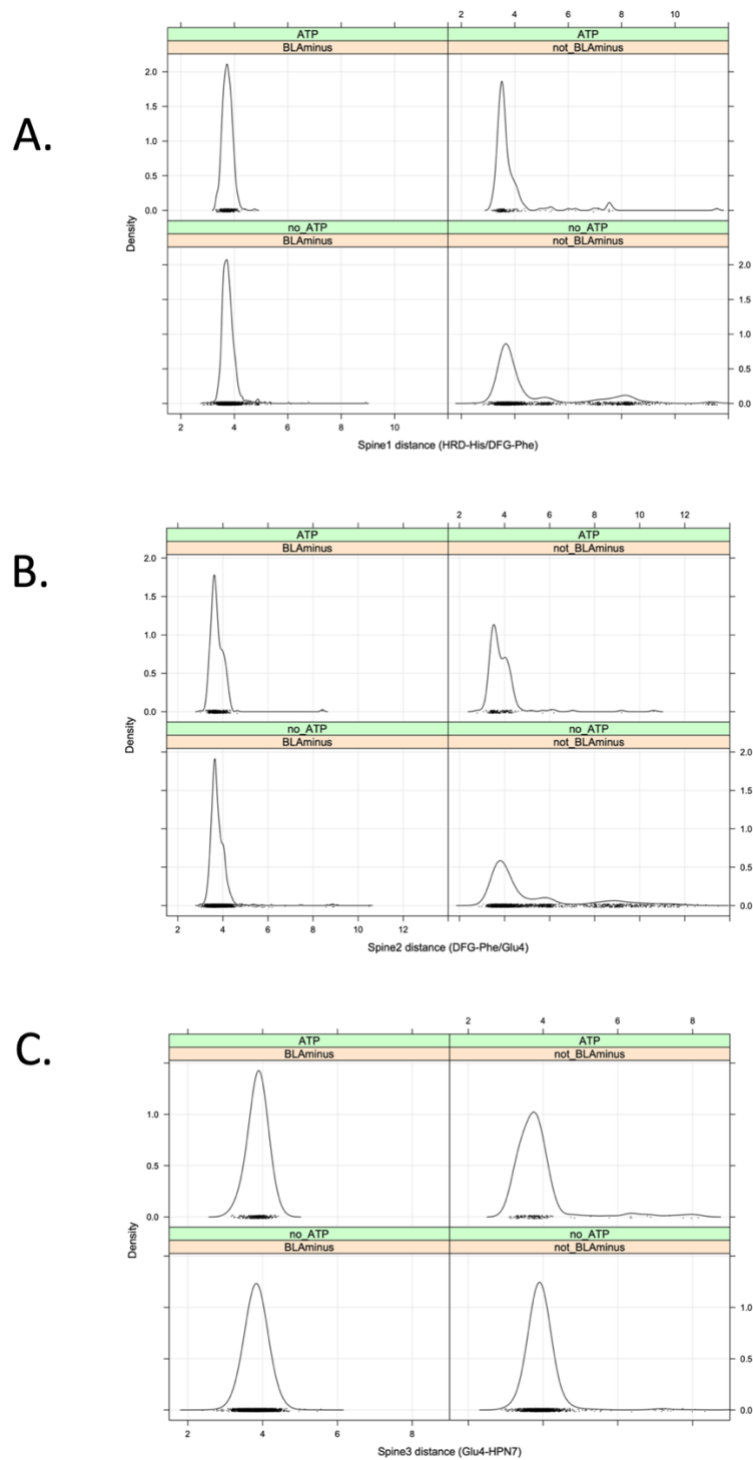 A.
2 4 6 8 10
ATP ATP
BLAminus not_BLAminus
2.0
1.5
1.0
0.5
0.0
no_ATP no_ATP
BLAminus not_BLAminus
2.0
1.5
1.0
0.5
0.0
Density
2 4 6 8 10
Spine1 distance (HRD-His/DFG-Phe)
B.
2 4 6 8 10 12
ATP ATP
BLAminus not_BLAminus
2.0
1.5
1.0
0.5
0.0
no_ATP no_ATP
BLAminus not_BLAminus
2.0
1.5
1.0
0.5
0.0
Density
2 4 6 8 10 12
Spine2 distance (DFG-Phe/Glu4)
C.
2 4 6 8
ATP ATP
BLAminus not_BLAminus
1.0
0.5
0.0
no_ATP no_ATP
BLAminus not_BLAminus
1.0
0.5
0.0
Density
2 4 6 8
Spine3 distance (Glu4-HPN7)